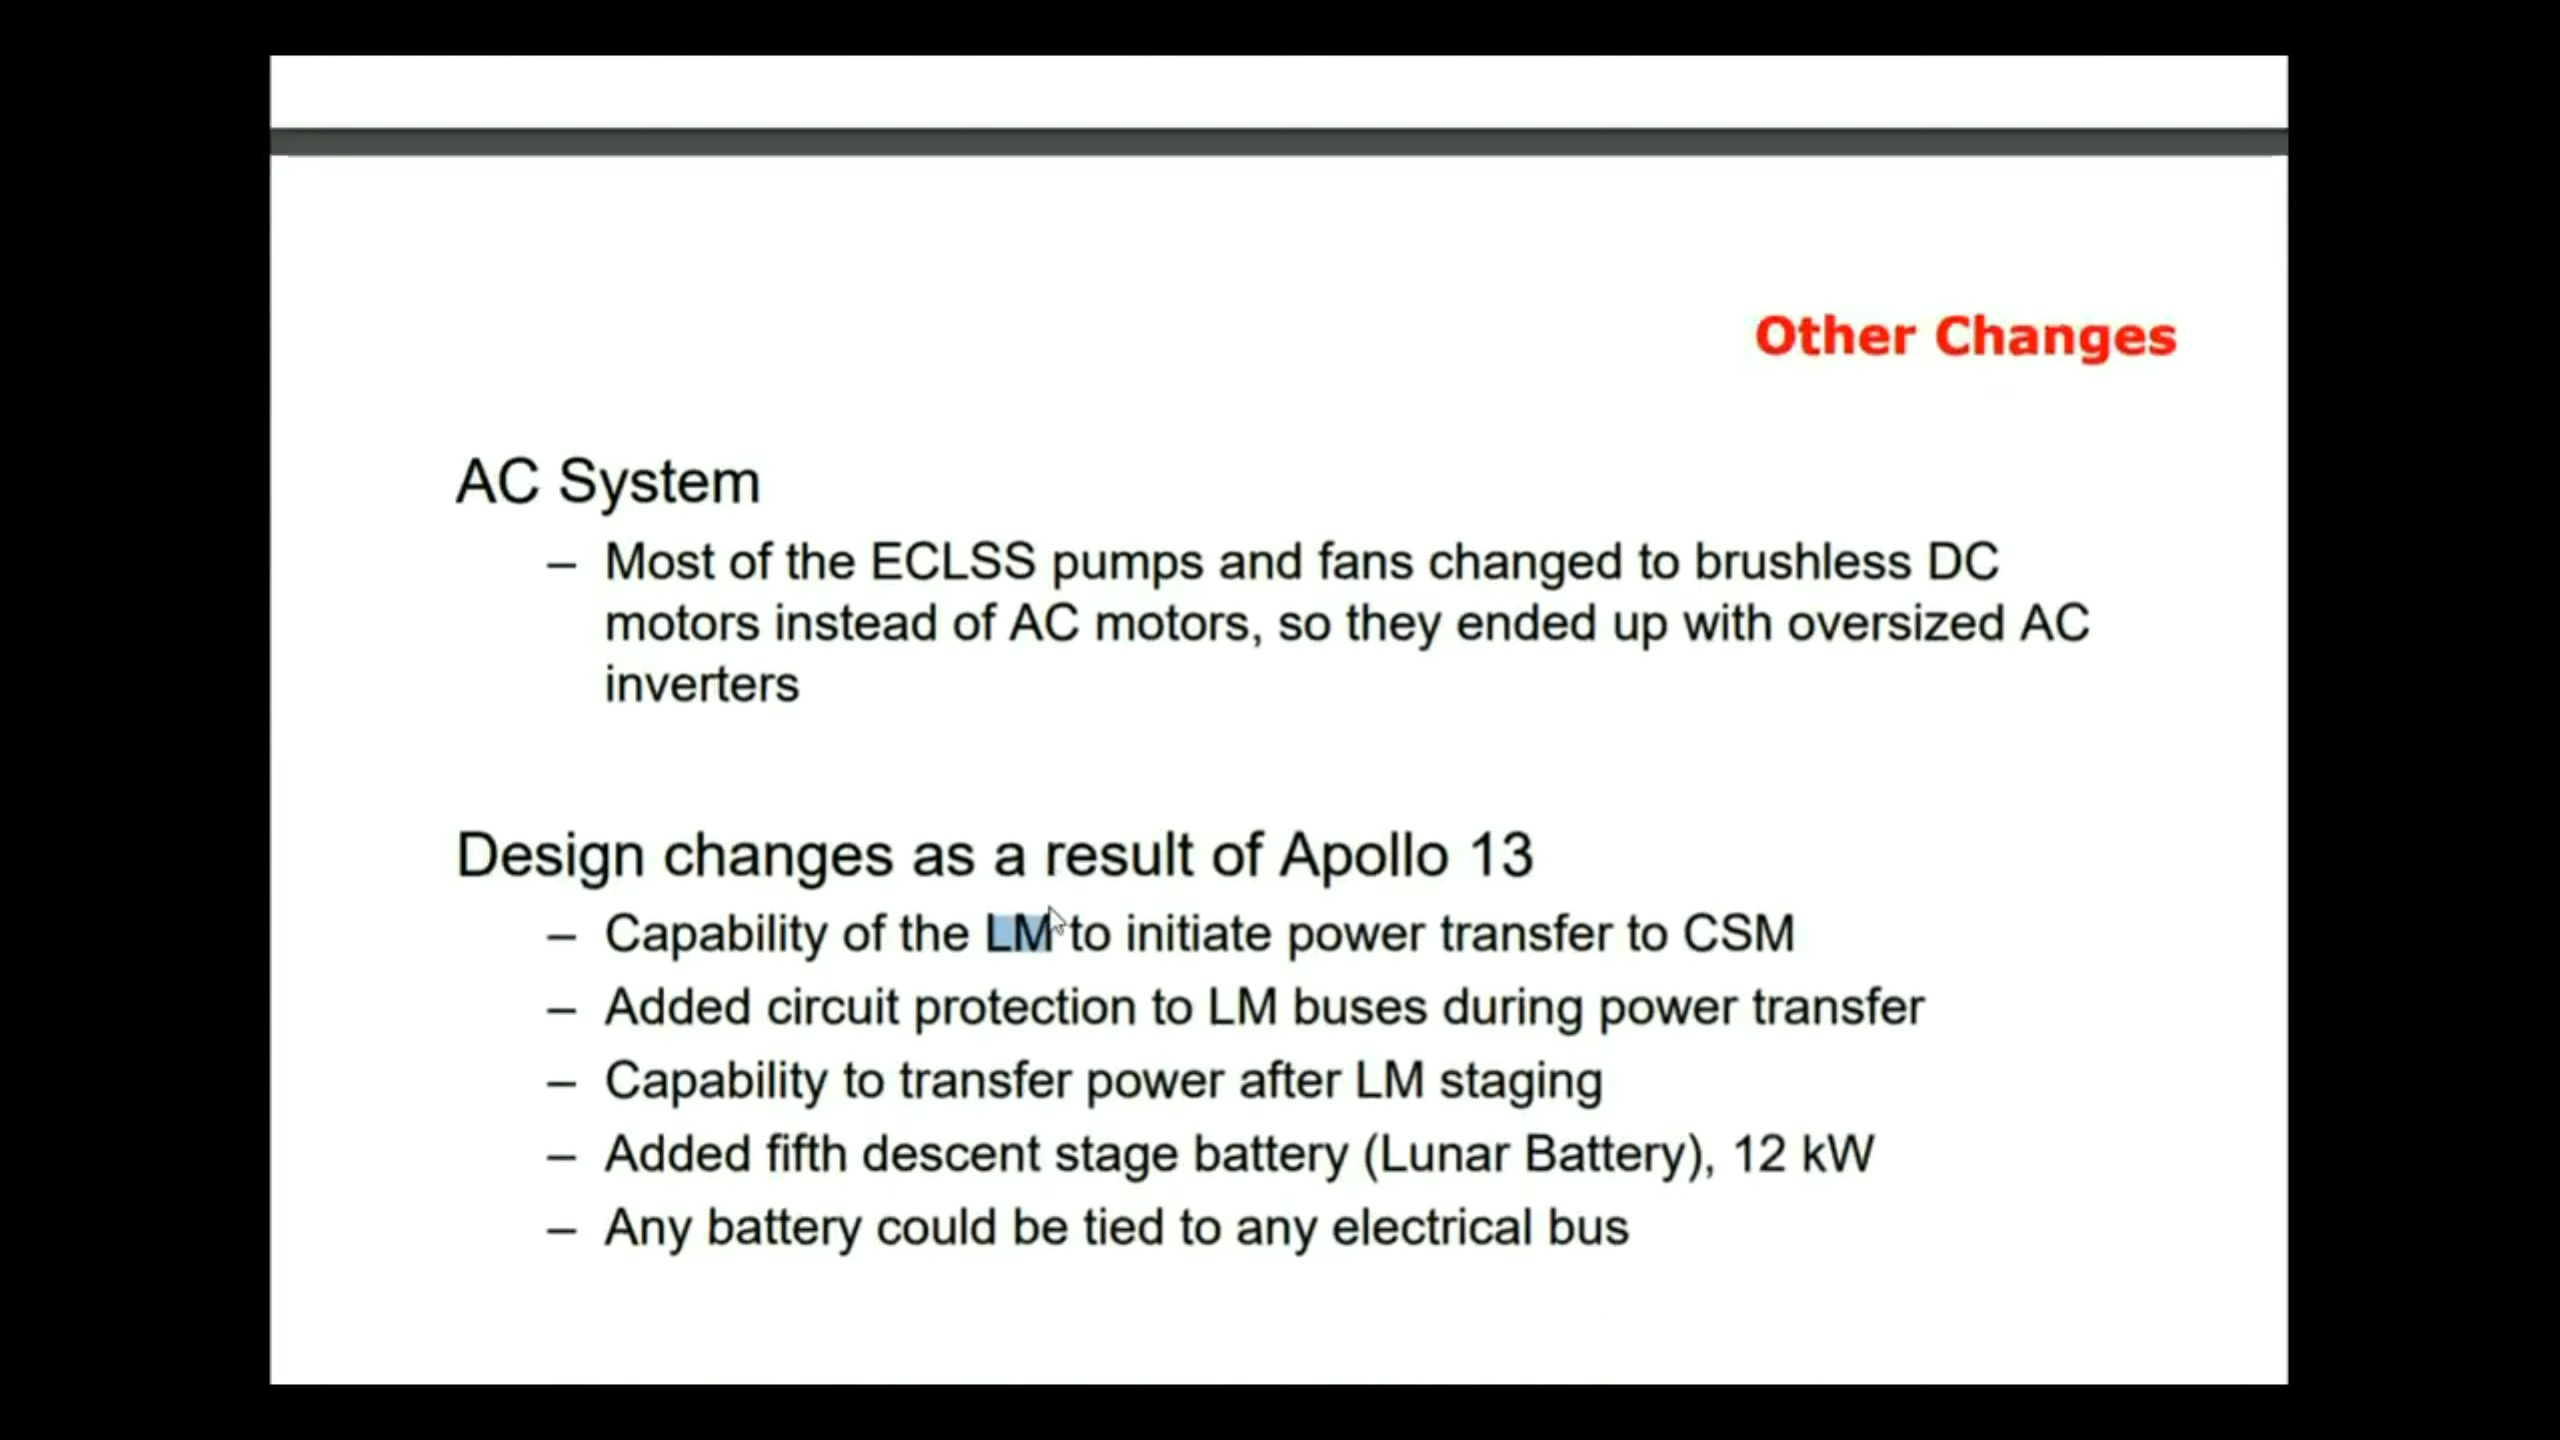 Other Changes
AC System
– Most of the ECLSS pumps and fans changed to brushless DC
motors instead of AC motors, so they ended up with oversized AC
inverters
Design changes as a result of Apollo 13
– Capability of the LM to initiate power transfer to CSM
– Added circuit protection to LM buses during power transfer
– Capability to transfer power after LM staging
– Added fifth descent stage battery (Lunar Battery), 12 kW
– Any battery could be tied to any electrical bus